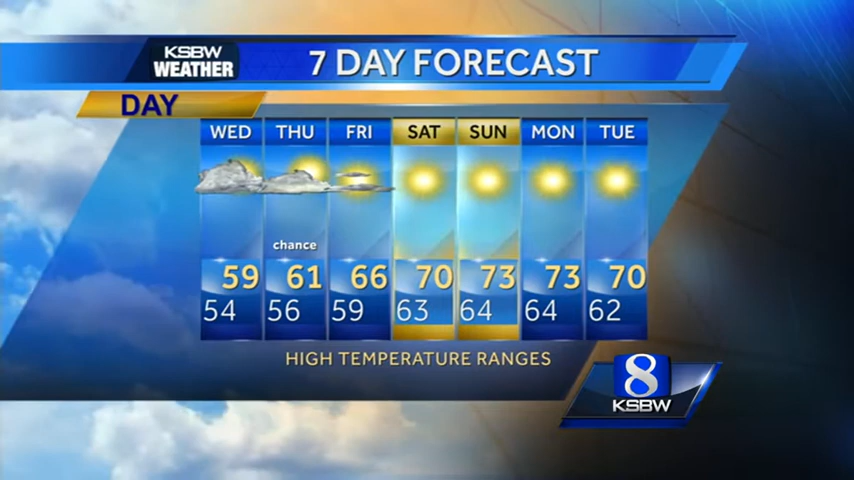 KSBW
WEATHER
7 DAY FORECAST
DAY
WED THU FRI SAT SUN MON TUE
chance
59 61 66 70 73 73 70
54 56 59 63 64 64 62
HIGH TEMPERATURE RANGES
8
KSBW